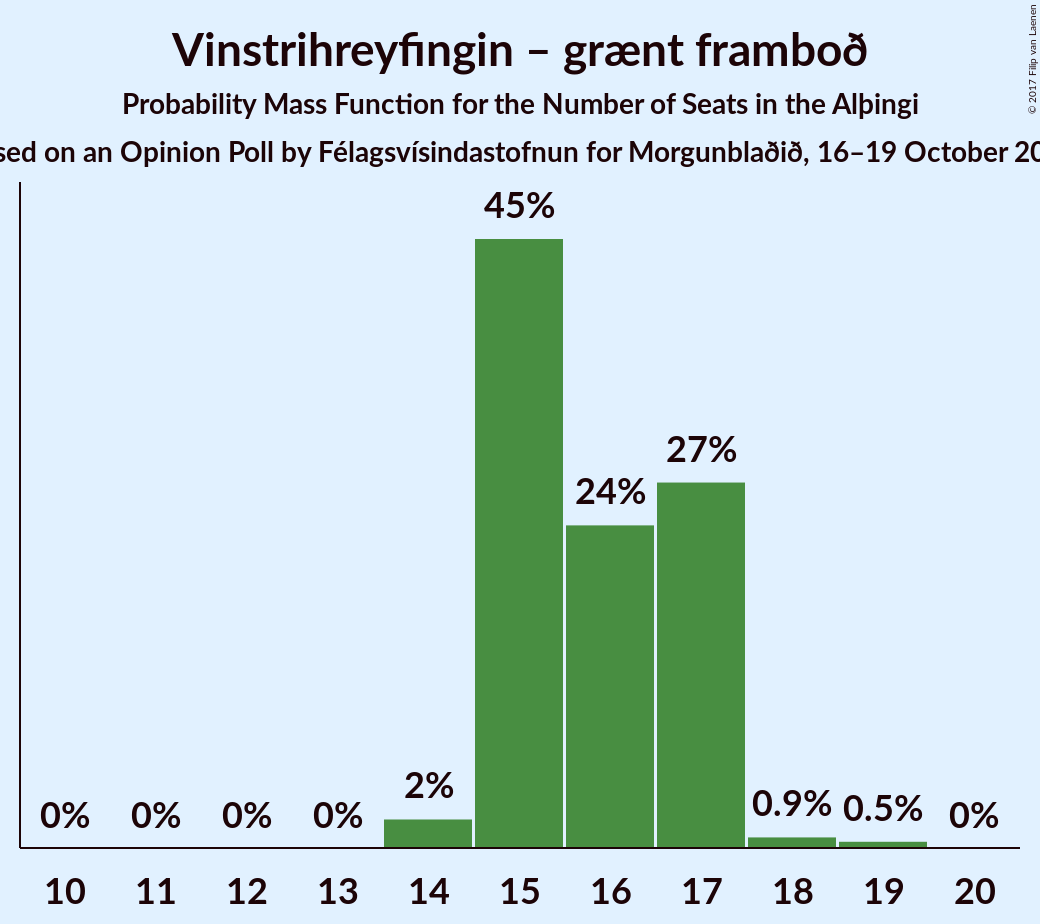 Vinstrihreyfingin – grænt framboð
Probability Mass Function for the Number of Seats in the Alþingi
on an Opinion Poll by Félagsvísindastofnun for Morgunblaðið, 16–19 October
© 2017 Filip van Laenen
45%
27%
24%
2%
0.9%
0.5%
0% 0% 0% 0% 0%
10 11 12 13 14 15 16 17 18 19 20